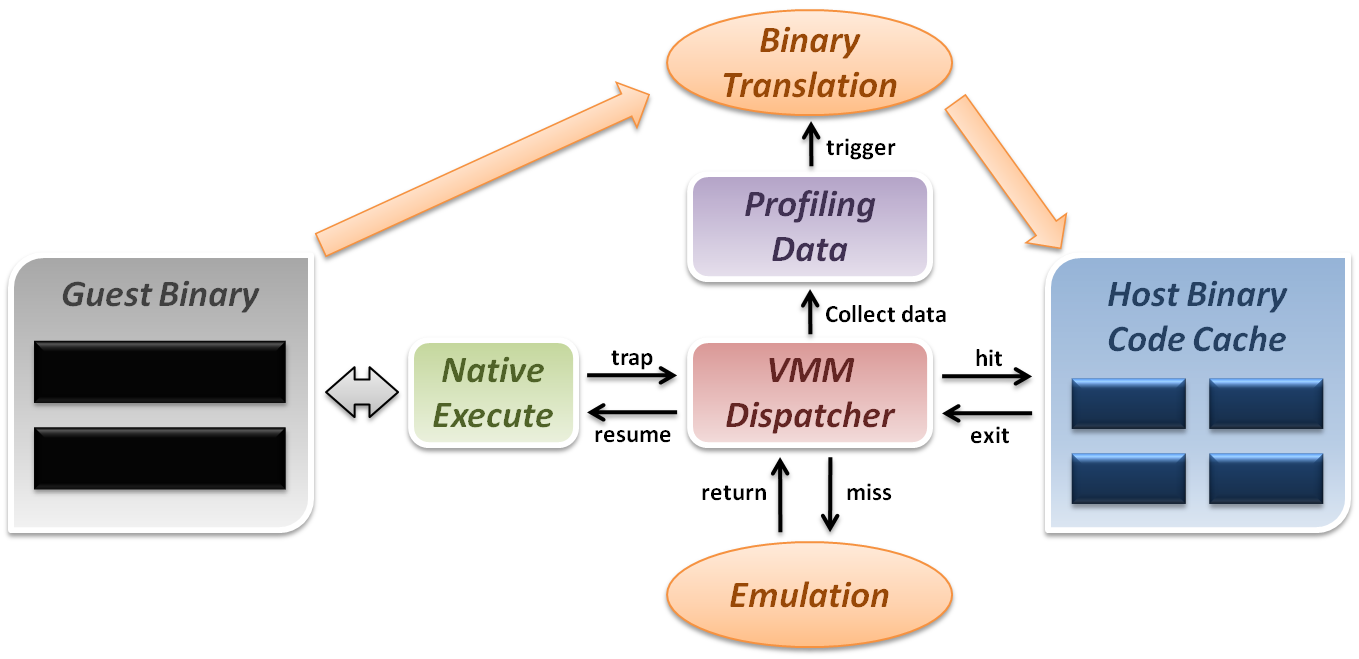 Binary
Translation
trigger
Profiling
Data
Collect data
Guest Binary
Host Binary
Code Cache
Native
Execute
trap
resume
VMM
Dispatcher
hit
exit
return
miss
Emulation